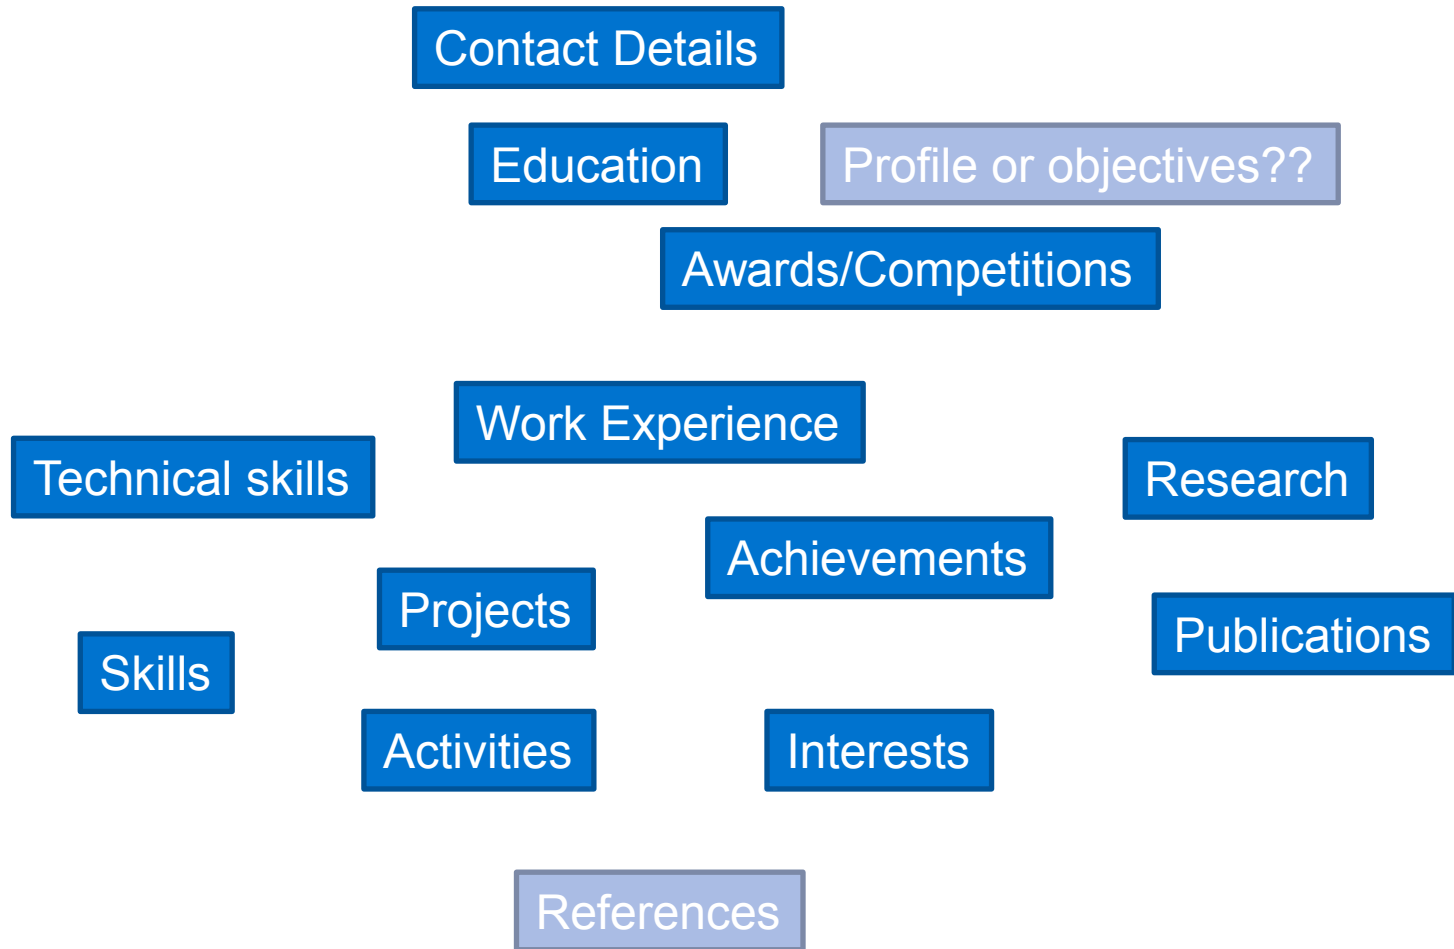 Contact Details
Education
Profile or objectives??
Awards/Competitions
Work Experience
Technical skills
Research
Achievements
Projects
Publications
Skills
Activities
Interests
References